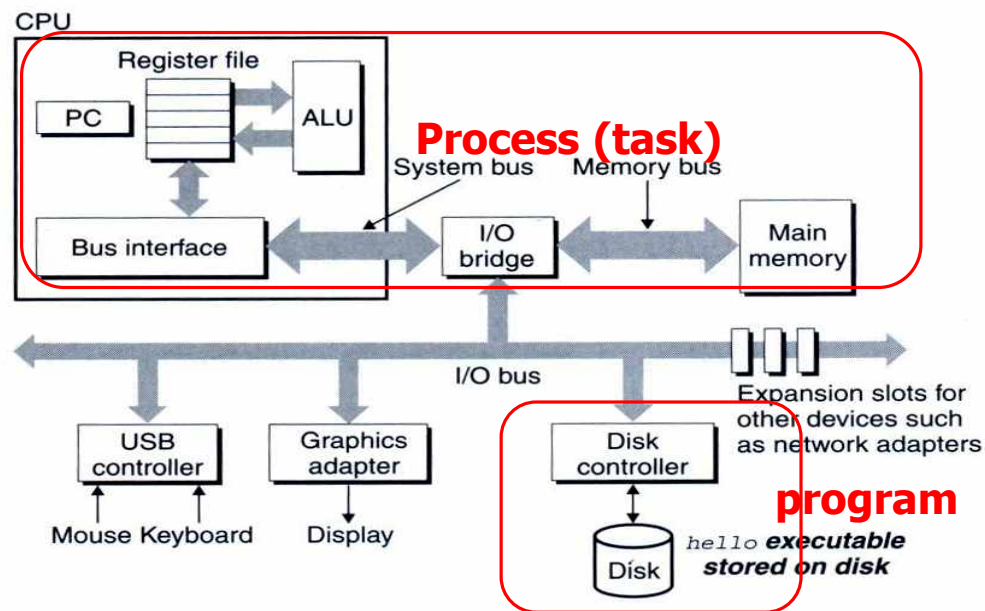 CPU
Register file
PC
ALU
Process (task)
System bus
Memory bus
Bus interface
I/O
bridge
Main
memory
I/O bus
Expansion slots for
other devices such
as network adapters
USB
controller
Graphics
adapter
Disk
controller
Mouse Keyboard
Display
program
Disk
hello executable
stored on disk